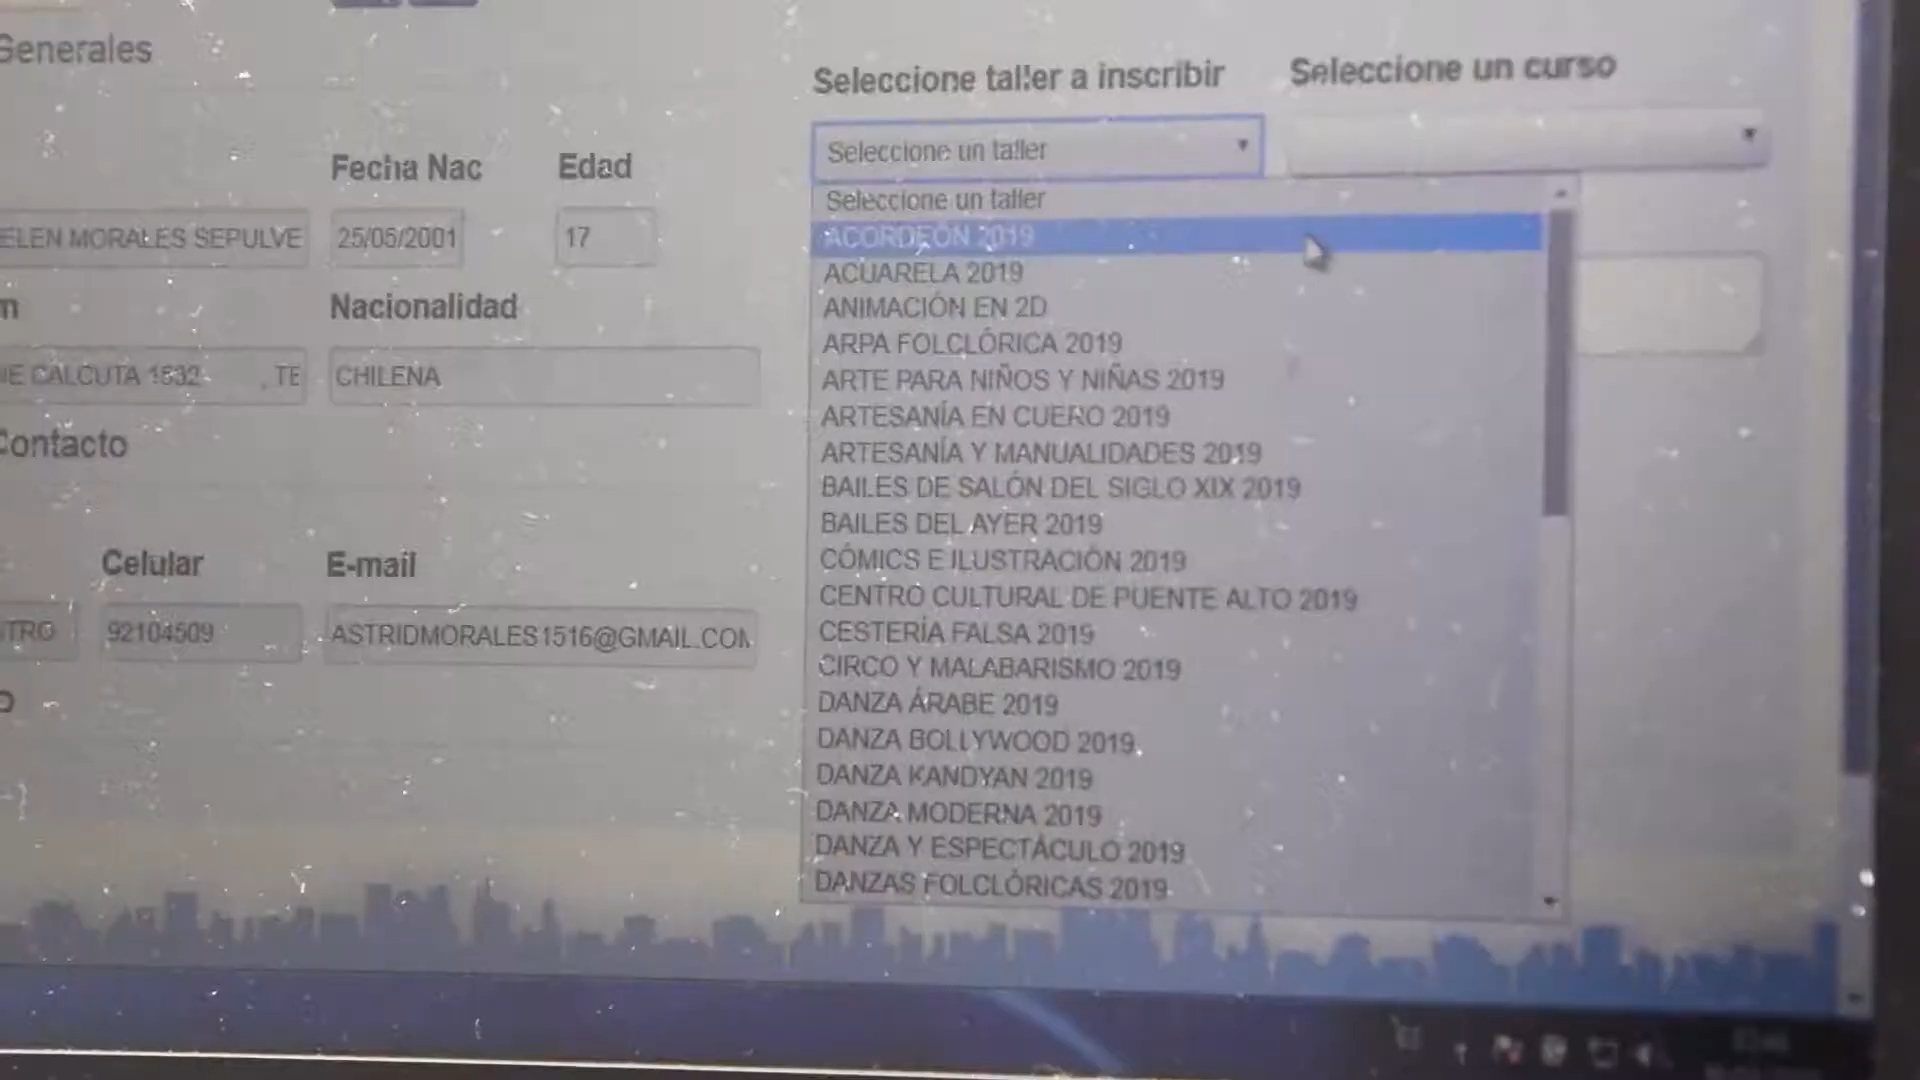 Generales
Fecha Nac
Edad
ELEN MORALES SEPULVE
25/05/2001
17
Nacionalidad
NE CALCUTA 1532
, TE
CHILENA
Contacto
Celular
E-mail
TRO
92104509
ASTRIDMORALES1516@GMAIL.COM
Seleccione taller a inscribir
Seleccione un curso
Seleccione un taller
Seleccione un taller
ACORDEÓN 2019
ACUARELA 2019
ANIMACIÓN EN 2D
ARPA FOLCLÓRICA 2019
ARTE PARA NIÑOS Y NIÑAS 2019
ARTESANÍA EN CUERO 2019
ARTESANÍA Y MANUALIDADES 2019
BAILES DE SALÓN DEL SIGLO XIX 2019
BAILES DEL AYER 2019
CÓMICS E ILUSTRACIÓN 2019
CENTRO CULTURAL DE PUENTE ALTO 2019
CESTERÍA FALSA 2019
CIRCO Y MALABARISMO 2019
DANZA ÁRABE 2019
DANZA BOLLYWOOD 2019
DANZA KANDYAN 2019
DANZA MODERNA 2019
DANZA Y ESPECTÁCULO 2019
DANZAS FOLCLÓRICAS 2019